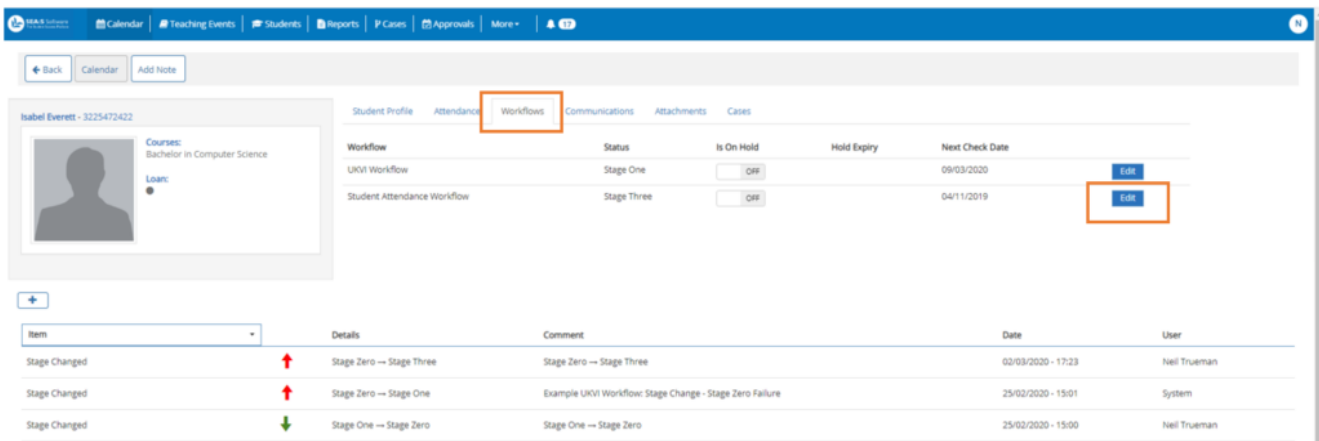 SEAtS Software
Calendar Teaching Events Students Reports Cases Approvals More 17 N
Back Calendar Add Note
Student Profile Attendance Workflows Communications Attachments Cases
Isabel Everett - 3225472422
Courses:
Bachelor in Computer Science
Loan:
Workflow Status Is On Hold Hold Expiry Next Check Date
UKVI Workflow Stage One OFF 09/03/2020 Edit
Student Attendance Workflow Stage Three OFF 04/11/2019 Edit
+
Item Details Comment Date User
Stage Changed Stage Zero → Stage Three Stage Zero → Stage Three 02/03/2020 - 17:23 Neil Trueman
Stage Changed Stage Zero → Stage One Example UKVI Workflow: Stage Change - Stage Zero Failure 25/02/2020 - 15:01 System
Stage Changed Stage One → Stage Zero Stage One → Stage Zero 25/02/2020 - 15:00 Neil Trueman